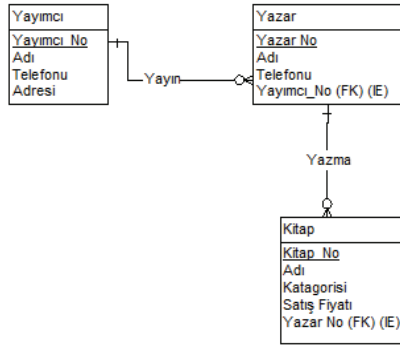 Yayımcı
Yayımcı_No
Adı
Telefonu
Adresi
Yayın
Yazar
Yazar No
Adı
Telefonu
Yayımcı_No (FK) (IE)
Yazma
Kitap
Kitap_No
Adı
Katagorisi
Satış Fiyatı
Yazar No (FK) (IE)